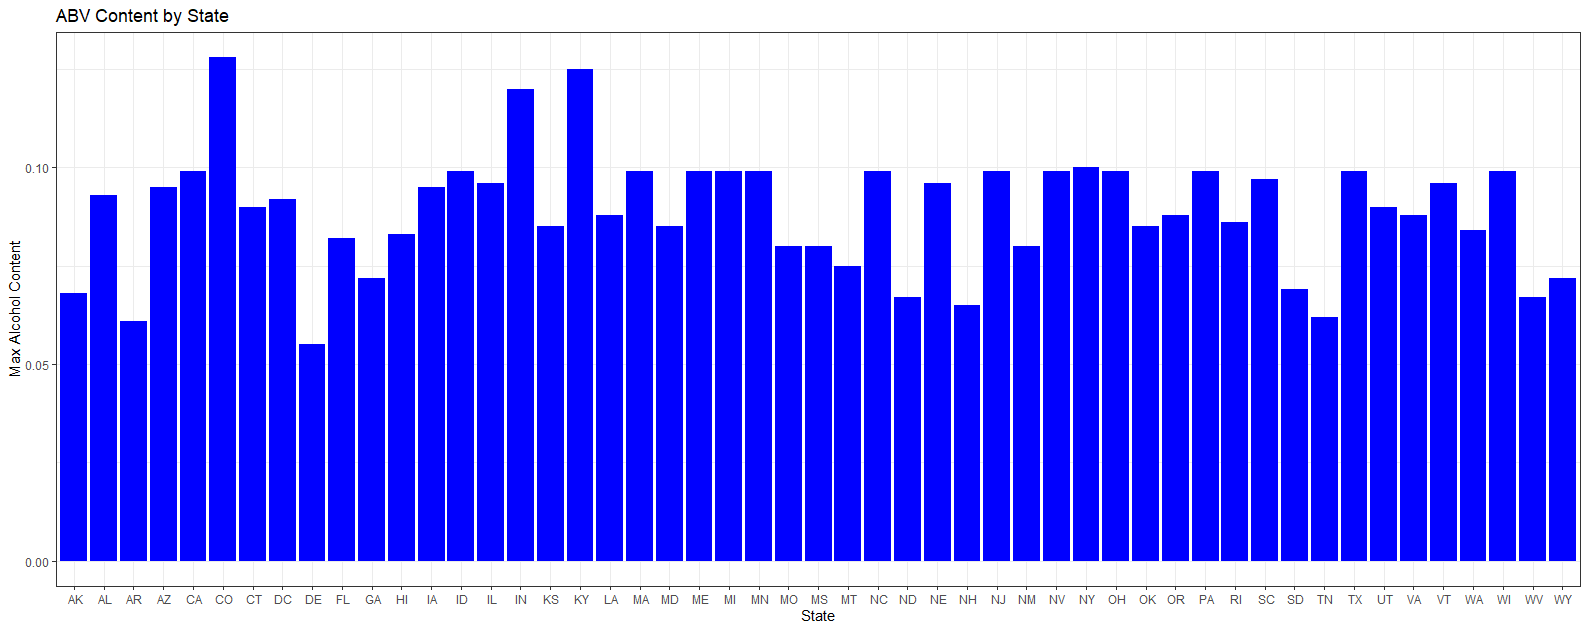 ABV Content by State
Max Alcohol Content
0.10
0.05
0.00
AK AL AR AZ CA CO CT DC DE FL GA HI IA ID IL IN KS KY LA MA MD ME MI MN MO MS MT NC ND NE NH NJ NM NV NY OH OK OR PA RI SC SD TN TX UT VA VT WA WI WV WY
State